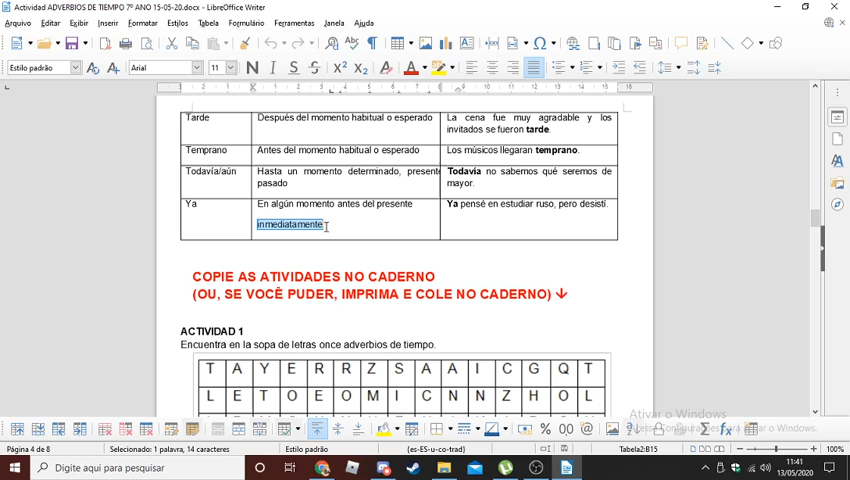 Actividad ADVERBIOS DE TIEMPO 7º ANO 15-05-20.docx - LibreOffice Writer
Arquivo Editar Exibir Inserir Formatar Estilos Tabela Formulário Ferramentas Janela Ajuda
Estilo padrão Arial 11
Tarde Después del momento habitual o esperado La cena fue muy agradable y los
invitados se fueron tarde.
Temprano Antes del momento habitual o esperado Los músicos llegaran temprano.
Todavía/aún Hasta un momento determinado, presente Todavía no sabemos qué seremos de
pasado mayor.
Ya En algún momento antes del presente Ya pensé en estudiar ruso, pero desistí.
inmediatamente
COPIE AS ATIVIDADES NO CADERNO
(OU, SE VOCÊ PUDER, IMPRIMA E COLE NO CADERNO) ↓
ACTIVIDAD 1
Encuentra en la sopa de letras once adverbios de tiempo.
T A Y E R R Z S A A I C G Q T
L E T O E O M I C N N Z H O L
Ativar o Windows
Página 4 de 8 Selecionado: 1 palavra, 14 caracteres Estilo padrão (es-ES-u-co-trad) Tabela2:B15 100%
Digite aqui para pesquisar
11:41
13/05/2020